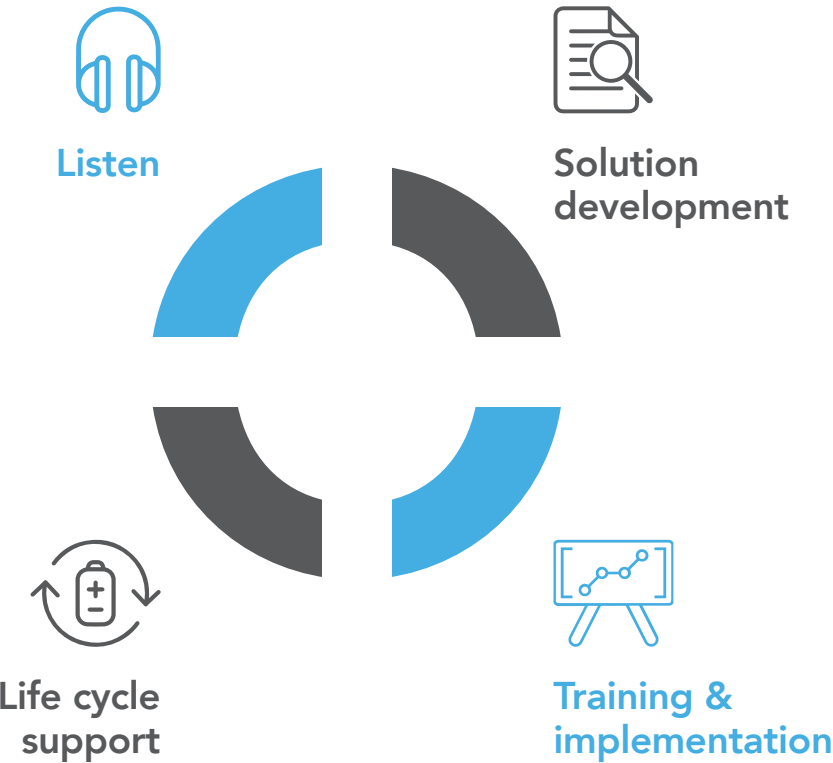 Listen
Solution
development
Life cycle
support
Training &
implementation